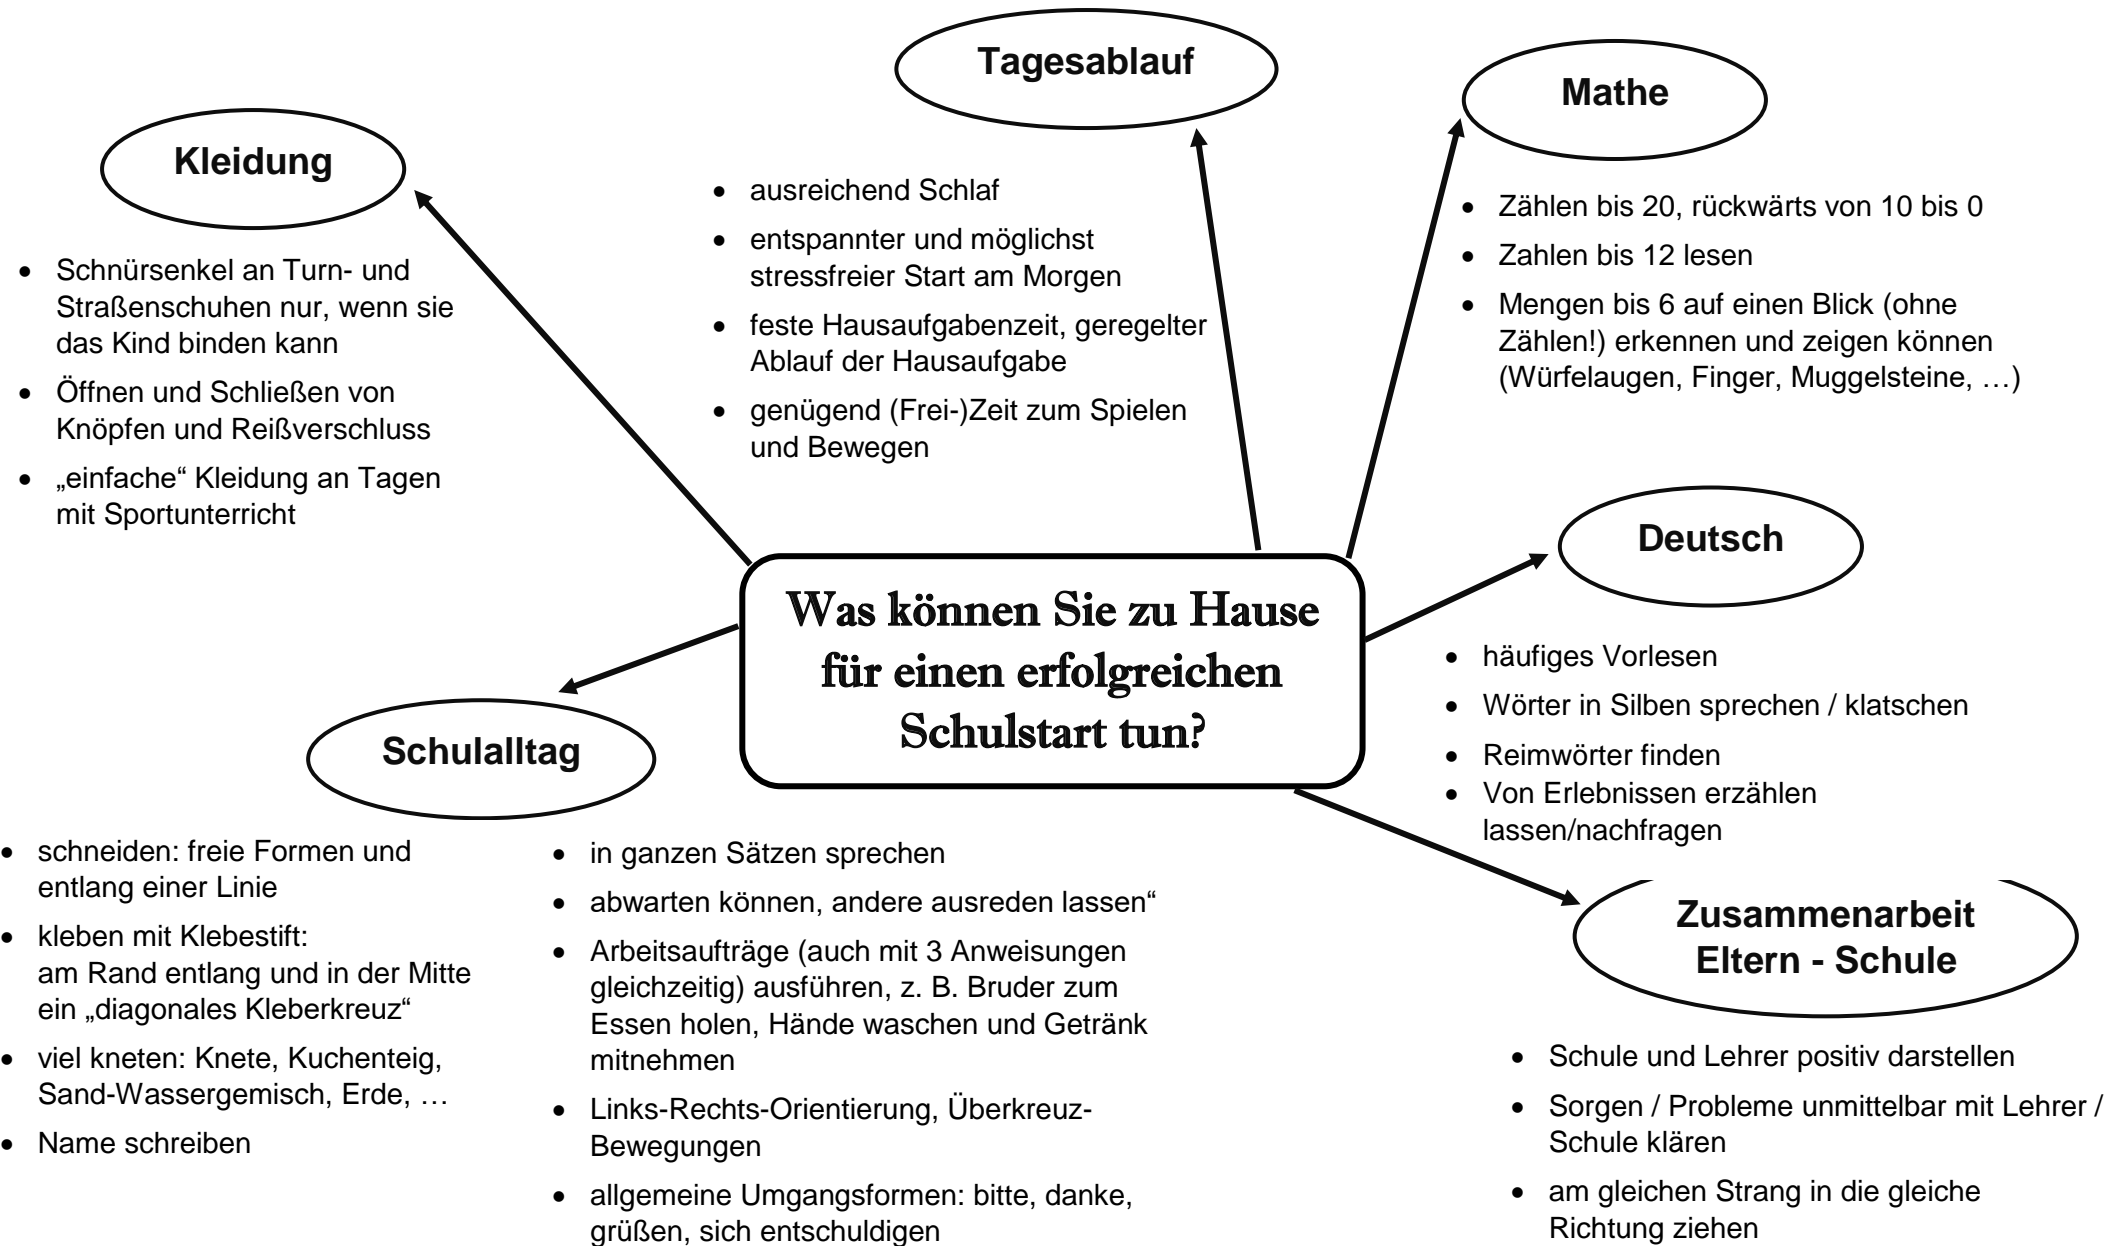 Tagesablauf
Mathe
Kleidung
• ausreichend Schlaf
• entspannter und möglichst
stressfreier Start am Morgen
• feste Hausaufgabenzeit, geregelter
Ablauf der Hausaufgabe
• genügend (Frei-)Zeit zum Spielen
und Bewegen
• Zählen bis 20, rückwärts von 10 bis 0
• Zahlen bis 12 lesen
• Mengen bis 6 auf einen Blick (ohne
Zählen!) erkennen und zeigen können
(Würfelaugen, Finger, Muggelsteine, …)
• Schnürsenkel an Turn- und
Straßenschuhen nur, wenn sie
das Kind binden kann
• Öffnen und Schließen von
Knöpfen und Reißverschluss
• „einfache“ Kleidung an Tagen
mit Sportunterricht
Deutsch
Was können Sie zu Hause
für einen erfolgreichen
Schulstart tun?
• häufiges Vorlesen
• Wörter in Silben sprechen / klatschen
• Reimwörter finden
• Von Erlebnissen erzählen
lassen/nachfragen
Schulalltag
• schneiden: freie Formen und
entlang einer Linie
• kleben mit Klebestift:
am Rand entlang und in der Mitte
ein „diagonales Kleberkreuz“
• viel kneten: Knete, Kuchenteig,
Sand-Wassergemisch, Erde, …
• Name schreiben
• in ganzen Sätzen sprechen
• abwarten können, andere ausreden lassen“
• Arbeitsaufträge (auch mit 3 Anweisungen
gleichzeitig) ausführen, z. B. Bruder zum
Essen holen, Hände waschen und Getränk
mitnehmen
• Links-Rechts-Orientierung, Überkreuz-
Bewegungen
• allgemeine Umgangsformen: bitte, danke,
grüßen, sich entschuldigen
Zusammenarbeit
Eltern - Schule
• Schule und Lehrer positiv darstellen
• Sorgen / Probleme unmittelbar mit Lehrer /
Schule klären
• am gleichen Strang in die gleiche
Richtung ziehen